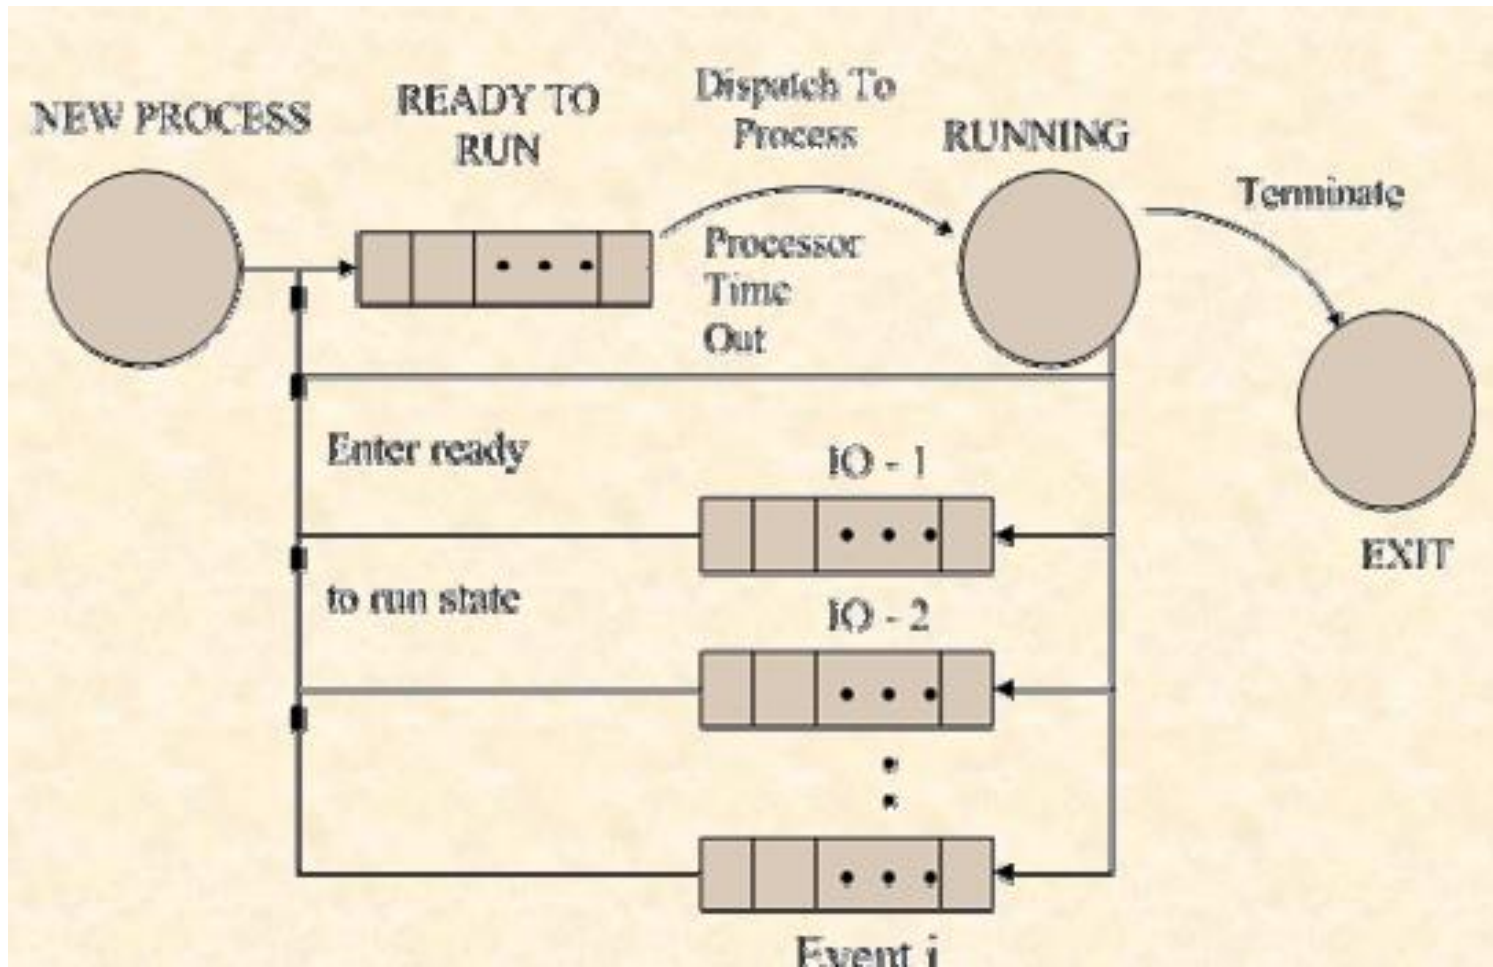 NEW PROCESS
READY TO
RUN
Dispatch To
Process
RUNNING
Terminate
Processor
Time
Out
Enter ready
IO - 1
EXIT
to run state
IO - 2
Event i